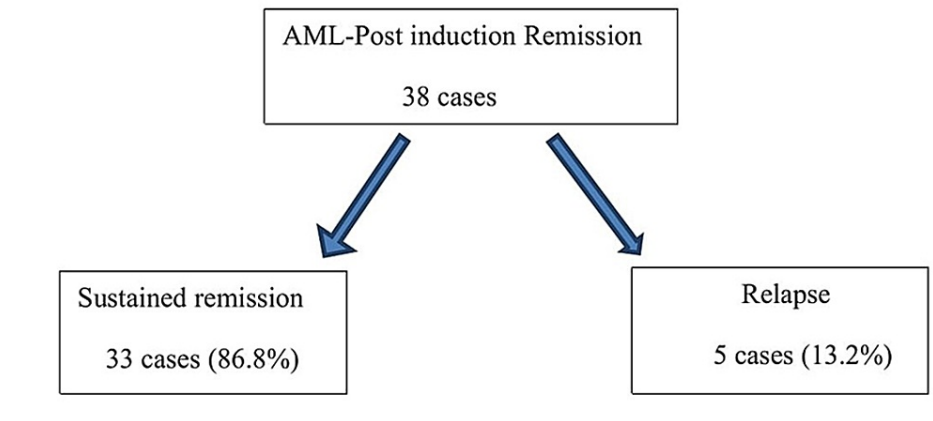 AML-Post induction Remission
38 cases
Sustained remission
33 cases (86.8%)
Relapse
5 cases (13.2%)